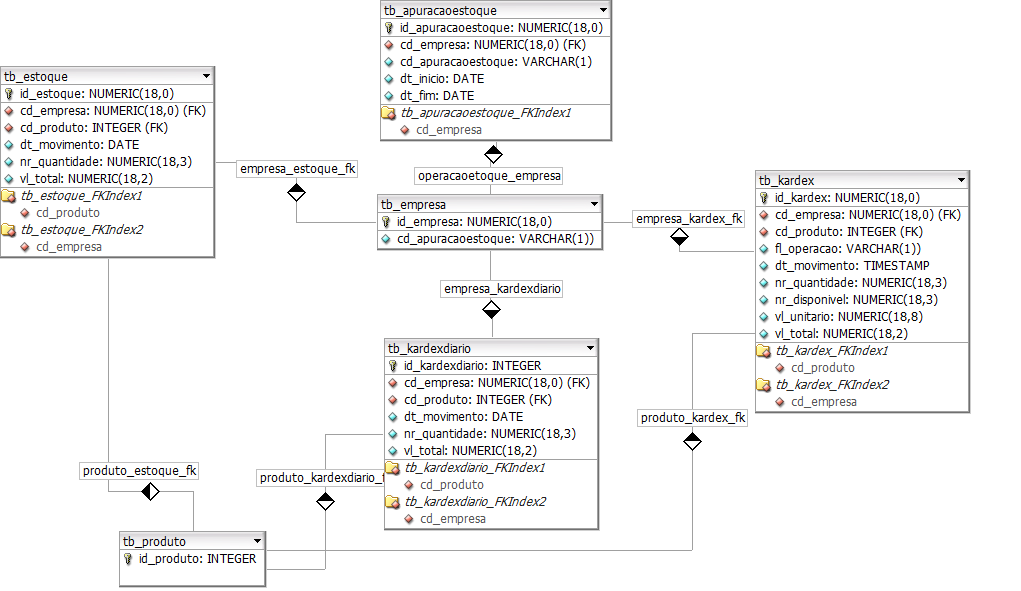 tb_apuracaoestoque
id_apuracaoestoque: NUMERIC(18,0)
cd_empresa: NUMERIC(18,0) (FK)
cd_apuracaoestoque: VARCHAR(1)
dt_inicio: DATE
dt_fim: DATE
tb_apuracaoestoque_FKIndex1
cd_empresa
tb_estoque
id_estoque: NUMERIC(18,0)
cd_empresa: NUMERIC(18,0) (FK)
cd_produto: INTEGER (FK)
dt_movimento: DATE
nr_quantidade: NUMERIC(18,3)
vl_total: NUMERIC(18,2)
tb_estoque_FKIndex1
cd_produto
tb_estoque_FKIndex2
cd_empresa
empresa_estoque_fk
operacaoetoque_empresa
tb_empresa
id_empresa: NUMERIC(18,0)
cd_apuracaoestoque: VARCHAR(1))
empresa_kardex_fk
tb_kardex
id_kardex: NUMERIC(18,0)
cd_empresa: NUMERIC(18,0) (FK)
cd_produto: INTEGER (FK)
fl_operacao: VARCHAR(1))
dt_movimento: TIMESTAMP
nr_quantidade: NUMERIC(18,3)
nr_disponivel: NUMERIC(18,3)
vl_unitario: NUMERIC(18,8)
vl_total: NUMERIC(18,2)
tb_kardex_FKIndex1
cd_produto
tb_kardex_FKIndex2
cd_empresa
empresa_kardexdiario
tb_kardexdiario
id_kardexdiario: INTEGER
cd_empresa: NUMERIC(18,0) (FK)
cd_produto: INTEGER (FK)
dt_movimento: DATE
nr_quantidade: NUMERIC(18,3)
vl_total: NUMERIC(18,2)
tb_kardexdiario_FKIndex1
cd_produto
tb_kardexdiario_FKIndex2
cd_empresa
produto_kardex_fk
produto_estoque_fk
produto_kardexdiario_f
tb_produto
id_produto: INTEGER